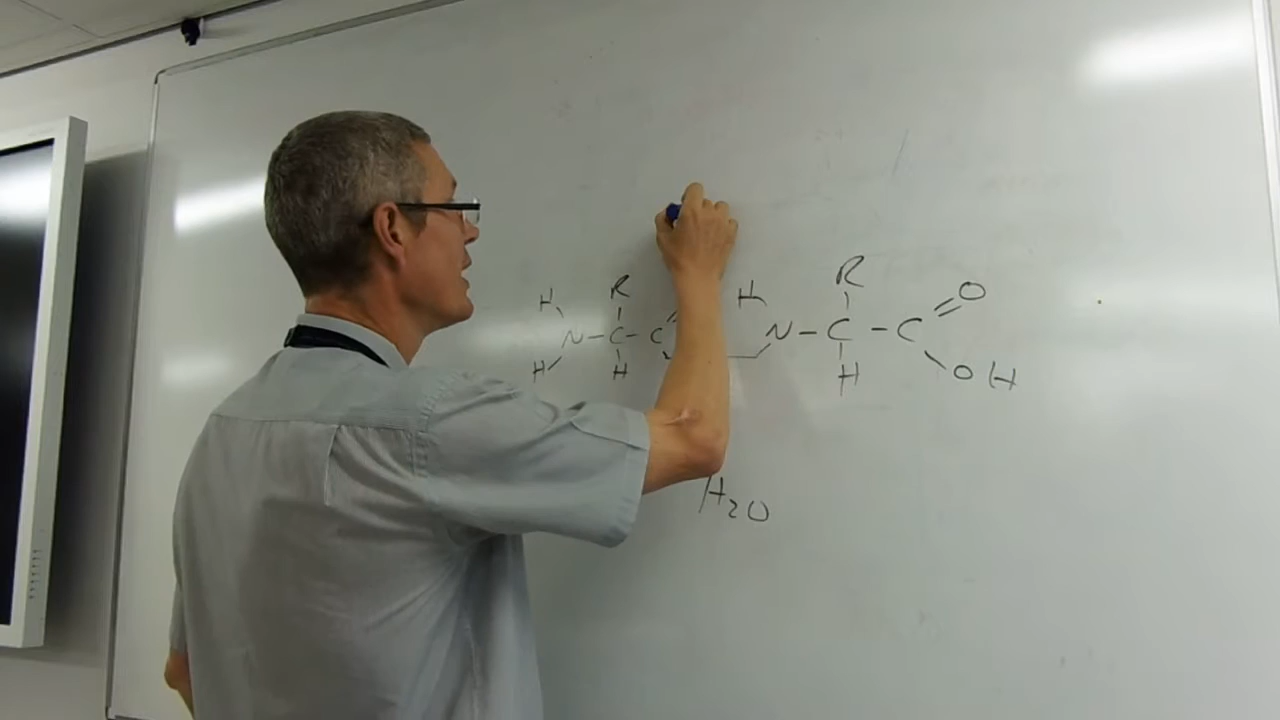 R
H R H O
H N - C - C N - C - C
H H H OH
H2O